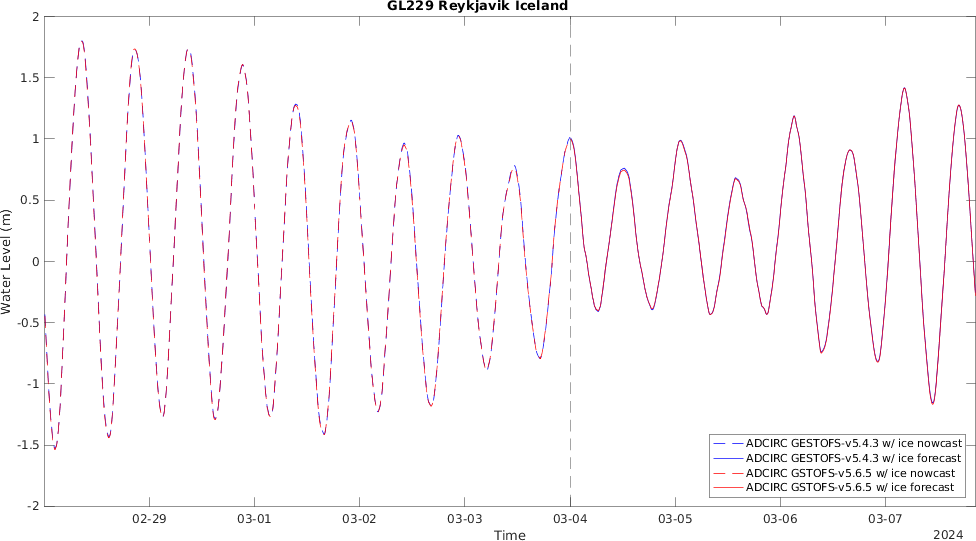 GL229 Reykjavik Iceland
2
1.5
1
0.5
0
-0.5
-1
-1.5
-2
Water Level (m)
ADCIRC GESTOFS-v5.4.3 w/ ice nowcast
ADCIRC GESTOFS-v5.4.3 w/ ice forecast
ADCIRC GSTOFS-v5.6.5 w/ ice nowcast
ADCIRC GSTOFS-v5.6.5 w/ ice forecast
02-29 03-01 03-02 03-03 03-04 03-05 03-06 03-07
Time
2024